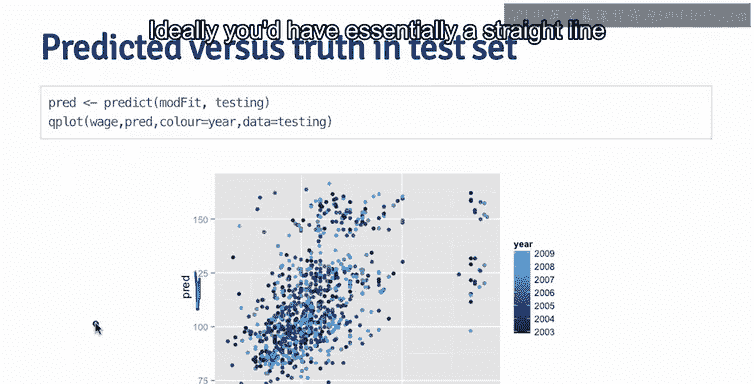 Ideally you'd have essentially a straight line
Predicted versus truth in test set
pred <- predict(modFit, testing)
qplot(wage,pred,colour=year,data=testing)
150
125
100
75
pred
year
2009
2008
2007
2006
2005
2004
2003